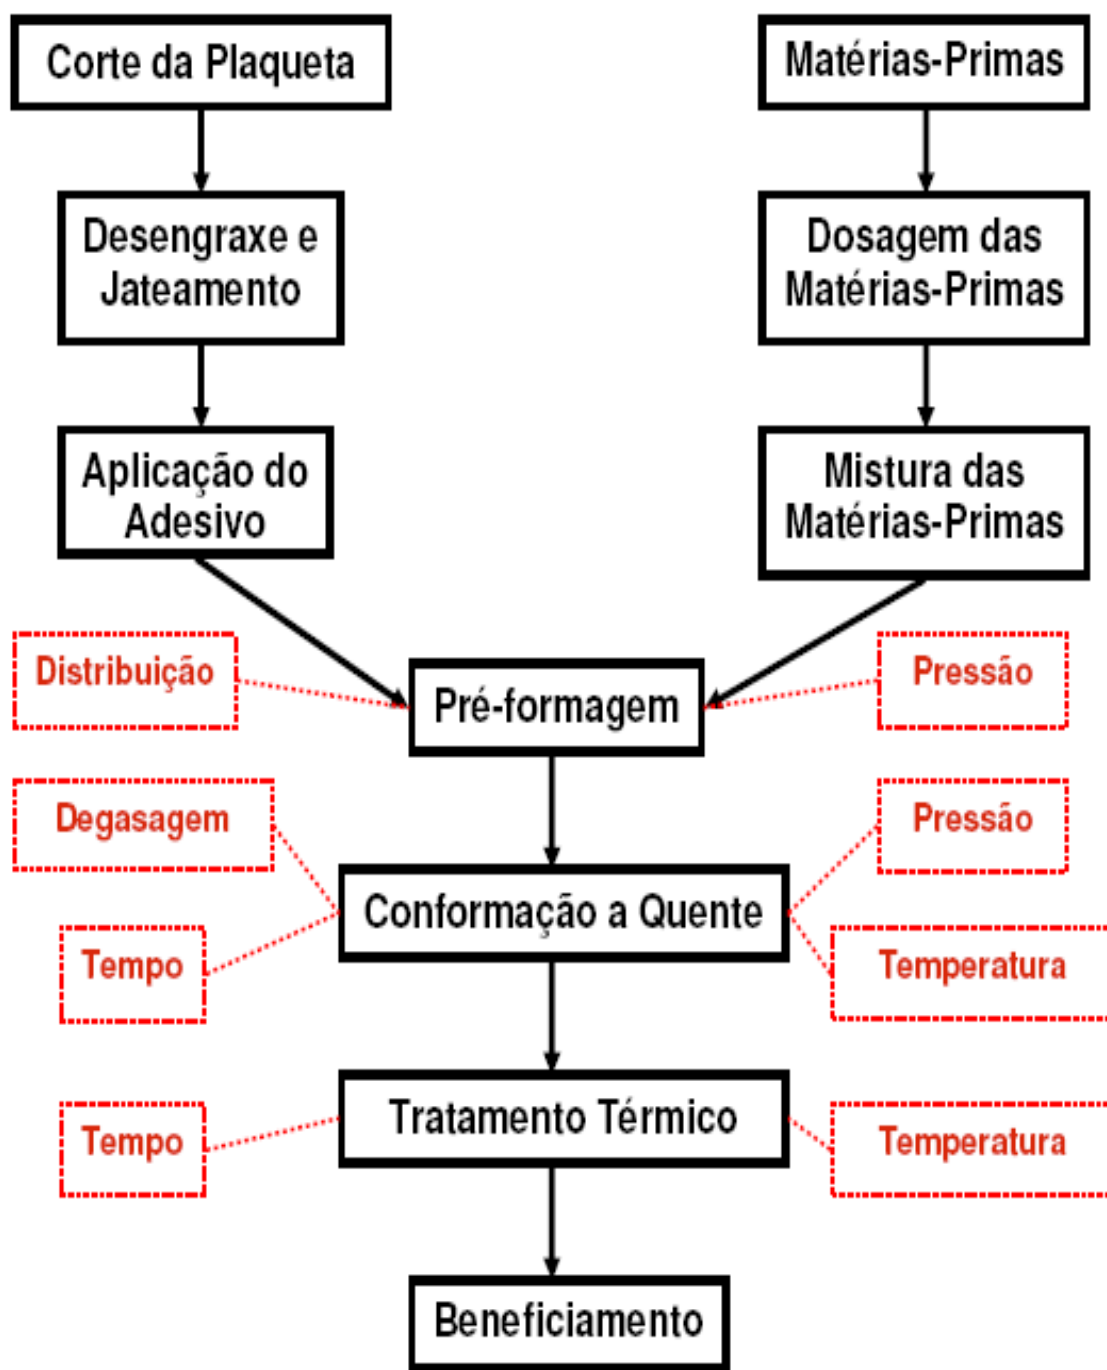 Corte da Plaqueta
Matérias-Primas
Desengraxe e
Jateamento
Dosagem das
Matérias-Primas
Aplicação do
Adesivo
Mistura das
Matérias-Primas
Distribuição
Pré-formagem
Pressão
Degasagem
Pressão
Conformação a Quente
Tempo
Temperatura
Tratamento Térmico
Tempo
Temperatura
Beneficiamento